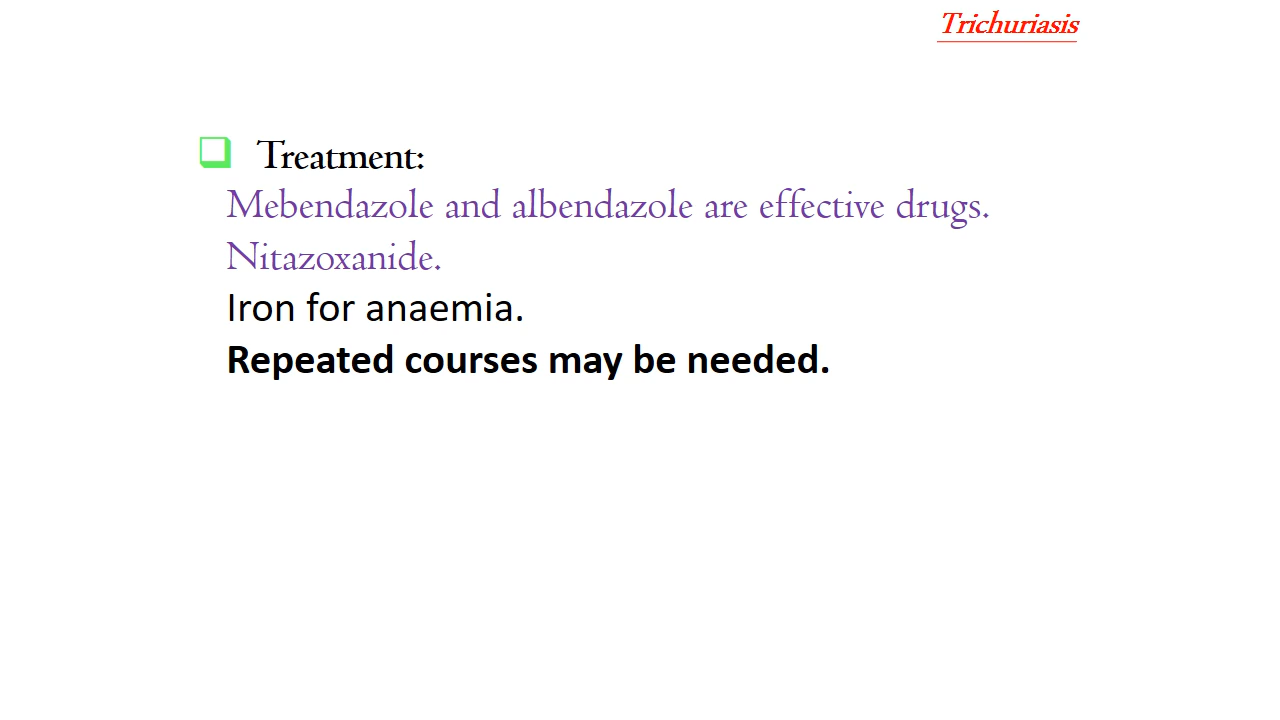 Trichuriasis
❑ Treatment:
Mebendazole and albendazole are effective drugs.
Nitazoxanide.
Iron for anaemia.
Repeated courses may be needed.